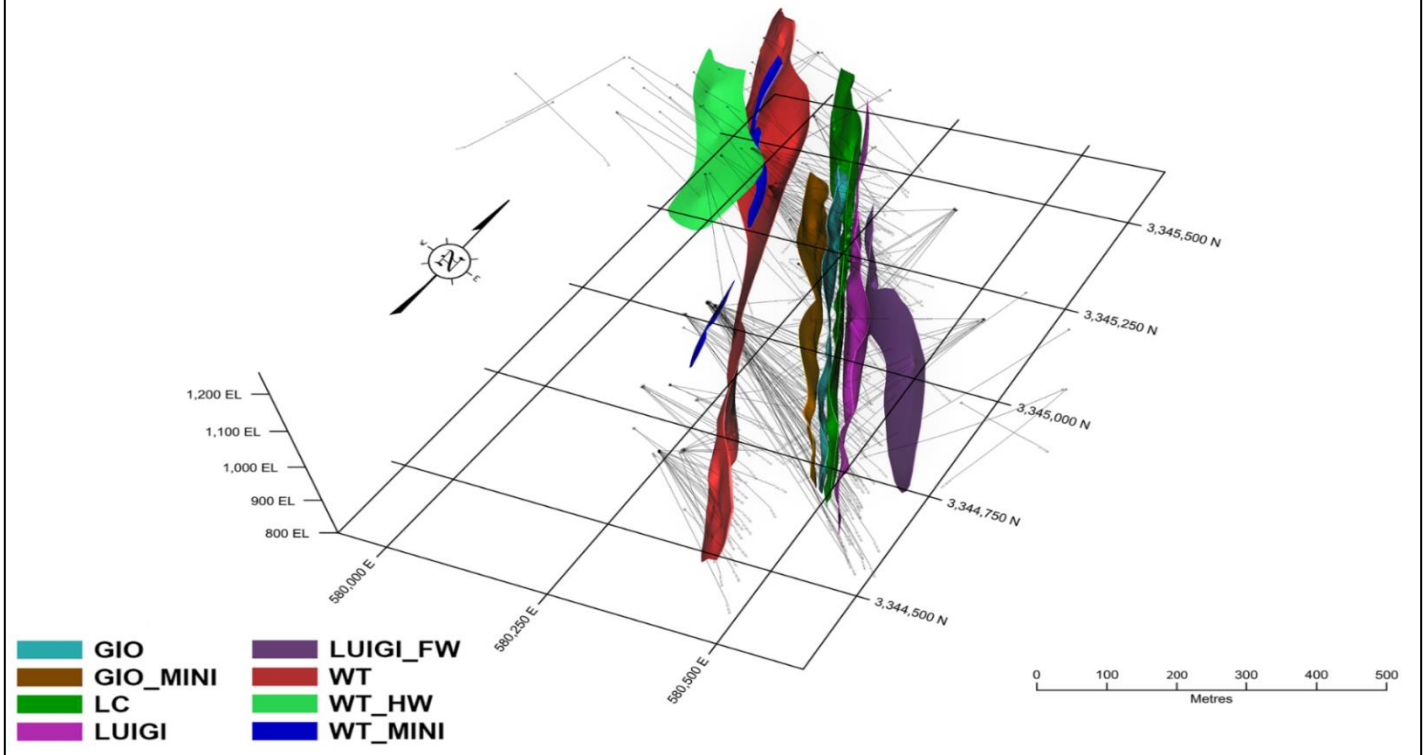 3,345,500 N
3,345,250 N
3,345,000 N
3,344,750 N
3,344,500 N
1,200 EL
1,100 EL
1,000 EL
900 EL
800 EL
580,000 E
580,250 E
580,500 E
N
E
GIO
GIO_MINI
LC
LUIGI
LUIGI_FW
WT
WT_HW
WT_MINI
0 100 200 300 400 500
Metres